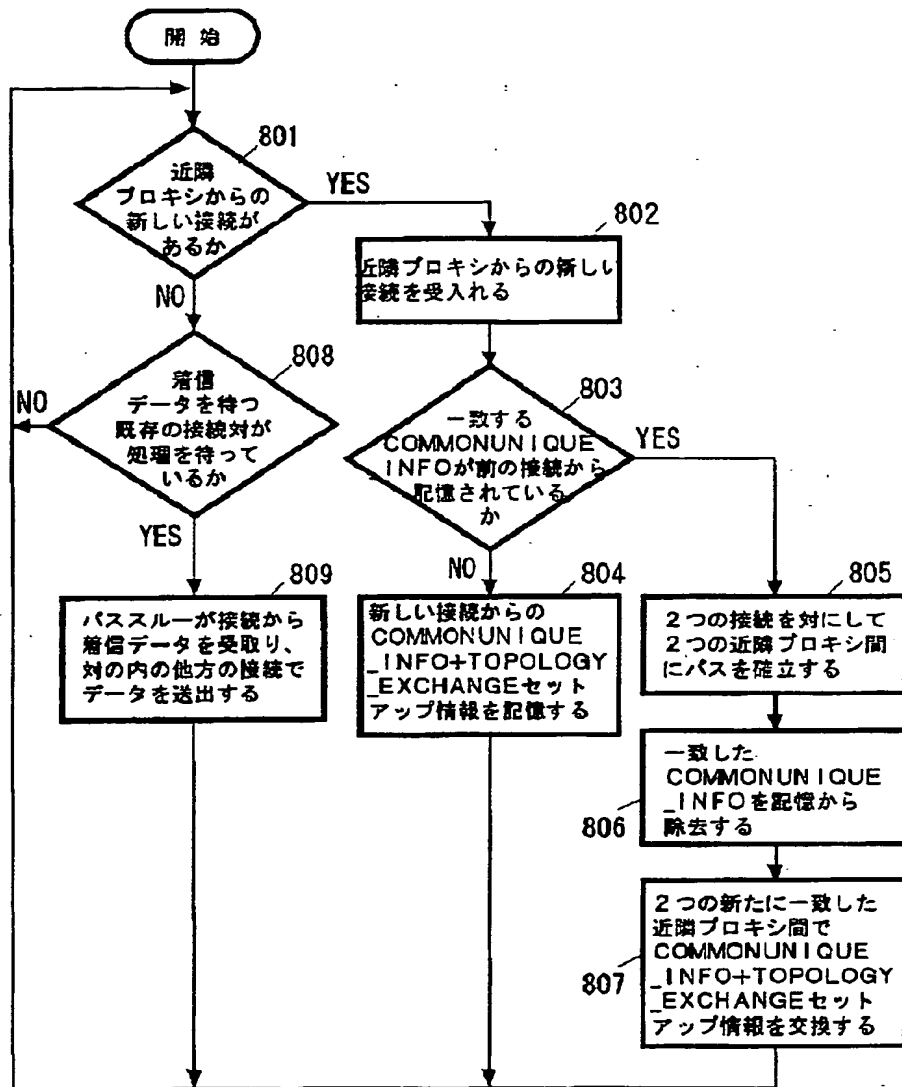 開 始
801
近隣
プロキシからの
新しい接続が
あるか
YES
NO
802
近隣プロキシからの新しい
接続を受入れる
808
着信
データを待つ
既存の接続対が
処理を待って
いるか
NO
YES
803
一致する
COMMONUNIQUE
_INFOが前の接続から
記憶されている
か
YES
NO
809
パススルーが接続から
着信データを受取り、
対の内の他方の接続で
データを送出する
804
新しい接続からの
COMMONUNIQUE
_INFO+TOPOLOGY
_EXCHANGEセット
アップ情報を記憶する
805
2つの接続を対にして
2つの近隣プロキシ間
にパスを確立する
806
一致した
COMMONUNIQUE
_INFOを記憶から
除去する
807
2つの新たに一致した
近隣プロキシ間で
COMMONUNIQUE
_INFO+TOPOLOGY
_EXCHANGEセット
アップ情報を交換する